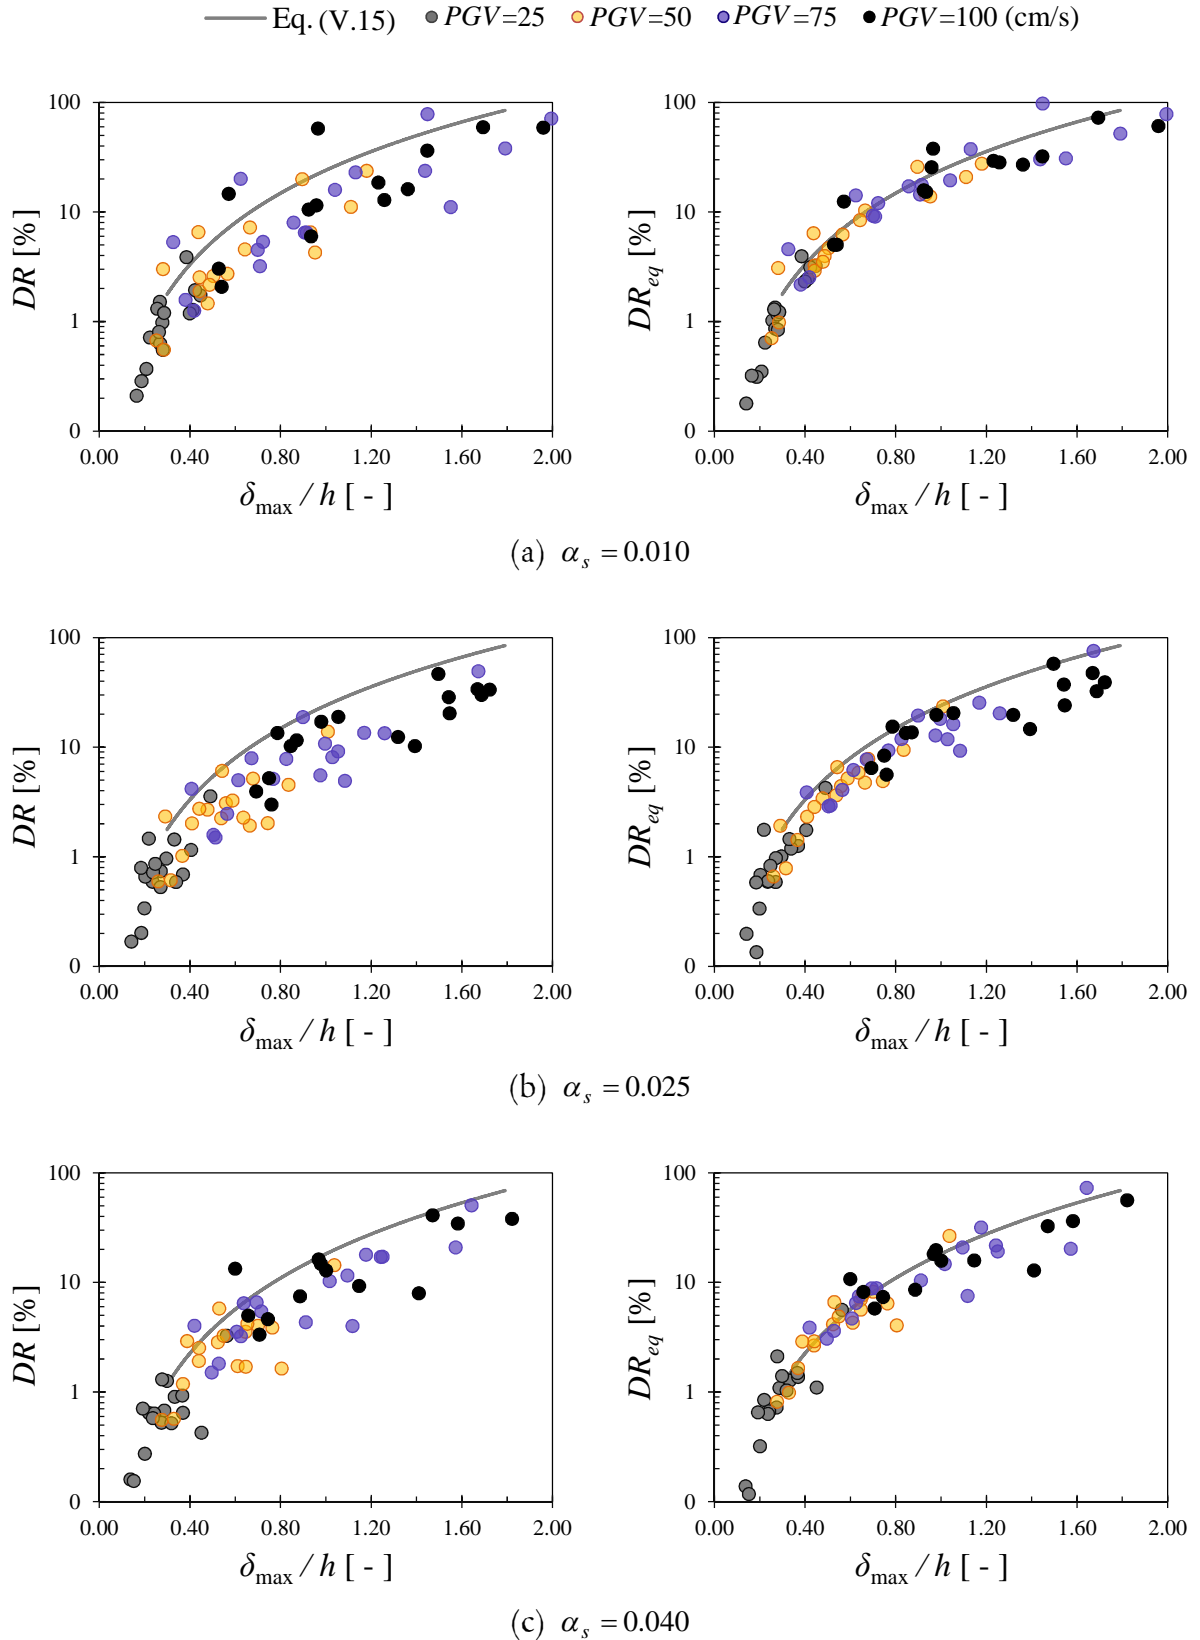 Eq. (V.15) PGV=25 PGV=50 PGV=75 PGV=100 (cm/s)
DR [%]
100
10
1
0
0.00 0.40 0.80 1.20 1.60 2.00
δmax / h [ - ]
DReq [%]
100
10
1
0
0.00 0.40 0.80 1.20 1.60 2.00
δmax / h [ - ]
(a) αs = 0.010
DR [%]
100
10
1
0
0.00 0.40 0.80 1.20 1.60 2.00
δmax / h [ - ]
DReq [%]
100
10
1
0
0.00 0.40 0.80 1.20 1.60 2.00
δmax / h [ - ]
(b) αs = 0.025
DR [%]
100
10
1
0
0.00 0.40 0.80 1.20 1.60 2.00
δmax / h [ - ]
DReq [%]
100
10
1
0
0.00 0.40 0.80 1.20 1.60 2.00
δmax / h [ - ]
(c) αs = 0.040